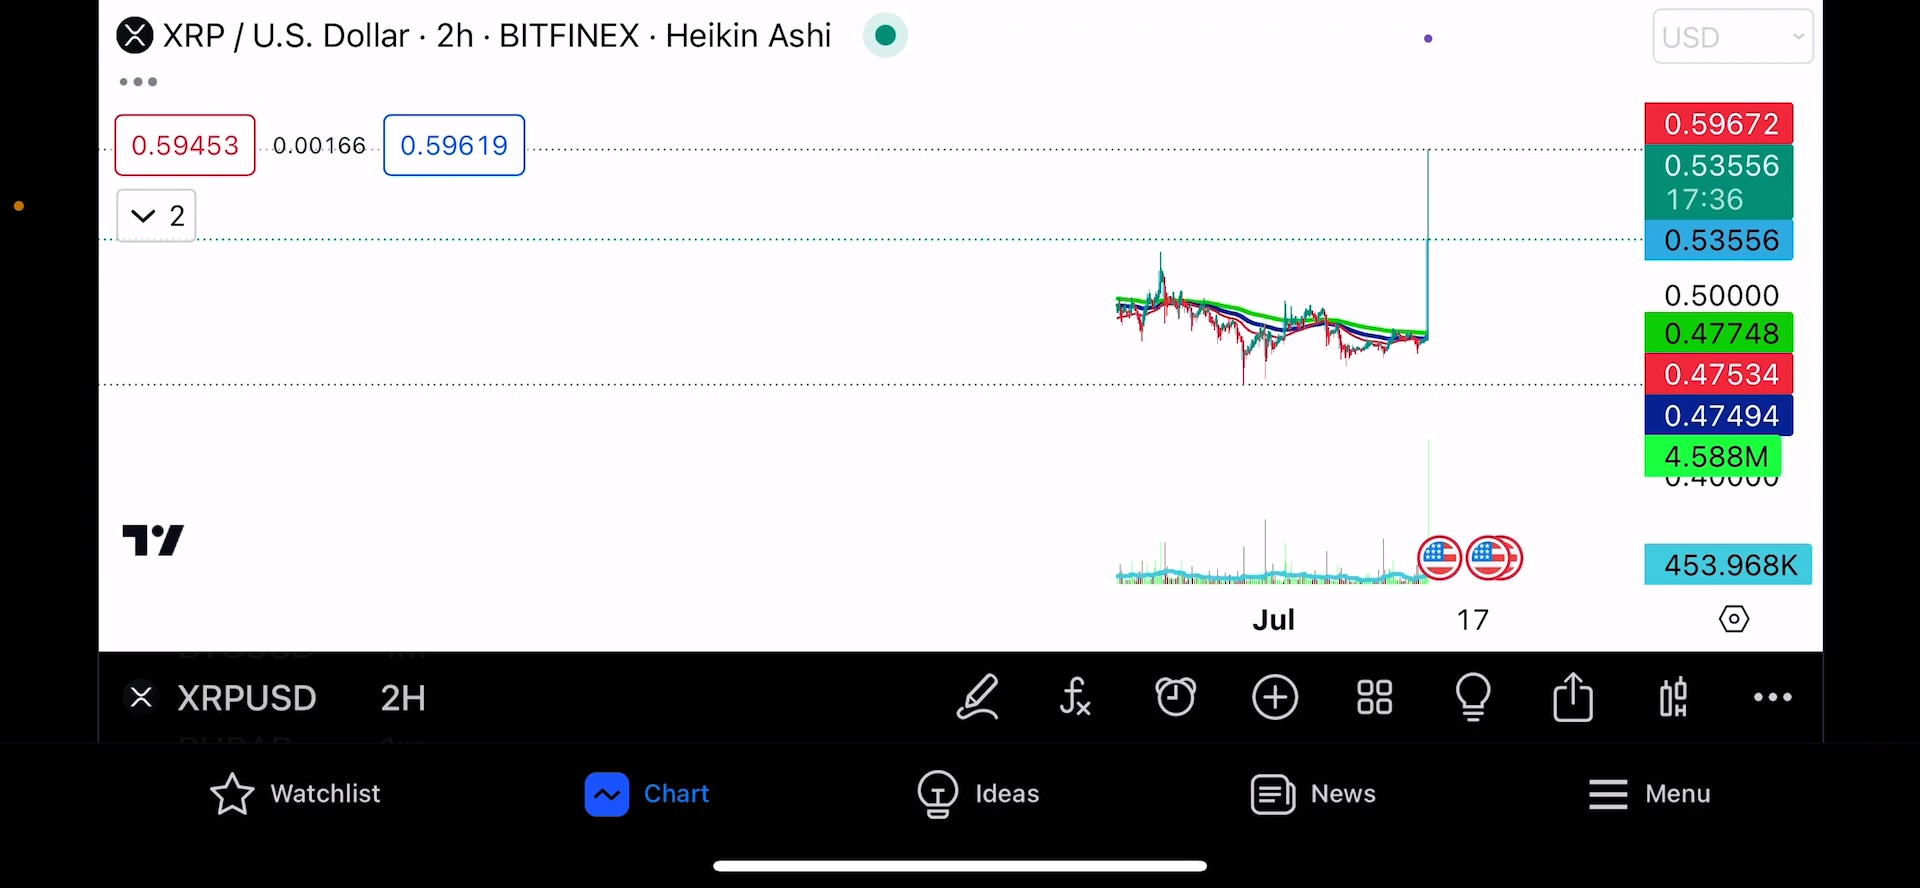 XRP / U.S. Dollar · 2h · BITFINEX · Heikin Ashi
USD
0.59453 0.00166 0.59619
2
0.59672
0.53556
17:36
0.53556
0.50000
0.47748
0.47534
0.47494
4.588M
0.40000
453.968K
Jul 17
XRPUSD 2H
Watchlist Chart Ideas News Menu